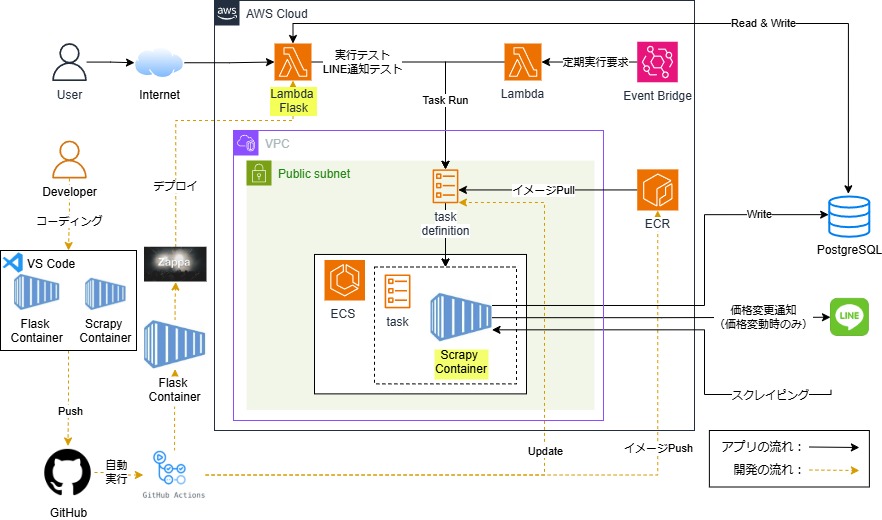 aws
AWS Cloud
Read & Write
実行テスト
LINE通知テスト
定期実行要求
User
Internet
Lambda
Flask
Lambda
Event Bridge
Task Run
VPC
Public subnet
Developer
デプロイ
イメージPull
コーディング
task
definition
ECR
Write
PostgreSQL
VS Code
Zappa
Flask
Container
Scrapy
Container
ECS
task
価格変更通知
(価格変動時のみ)
LINE
Scrapy
Container
Flask
Container
スクレイピング
Push
Update
イメージPush
アプリの流れ：
開発の流れ：
自動
実行
GitHub Actions
GitHub